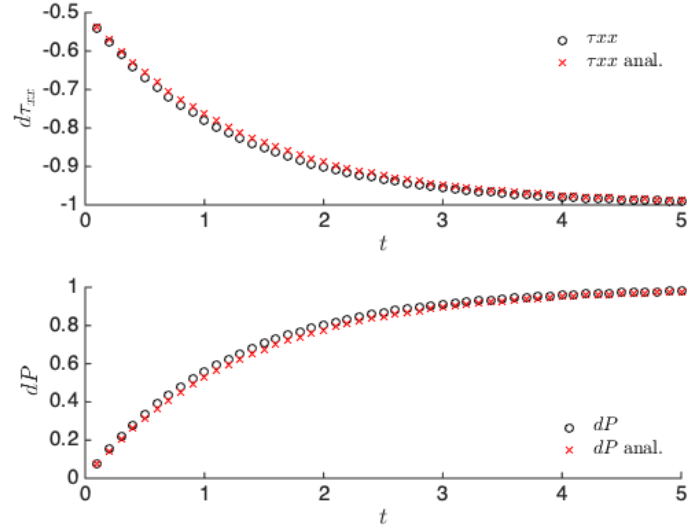 -0.5
-0.6
-0.7
-0.8
-0.9
-1
dτxx
τxx
τxx anal.
0 1 2 3 4 5
t
1
0.8
0.6
0.4
0.2
0
dP
dP
dP anal.
0 1 2 3 4 5
t